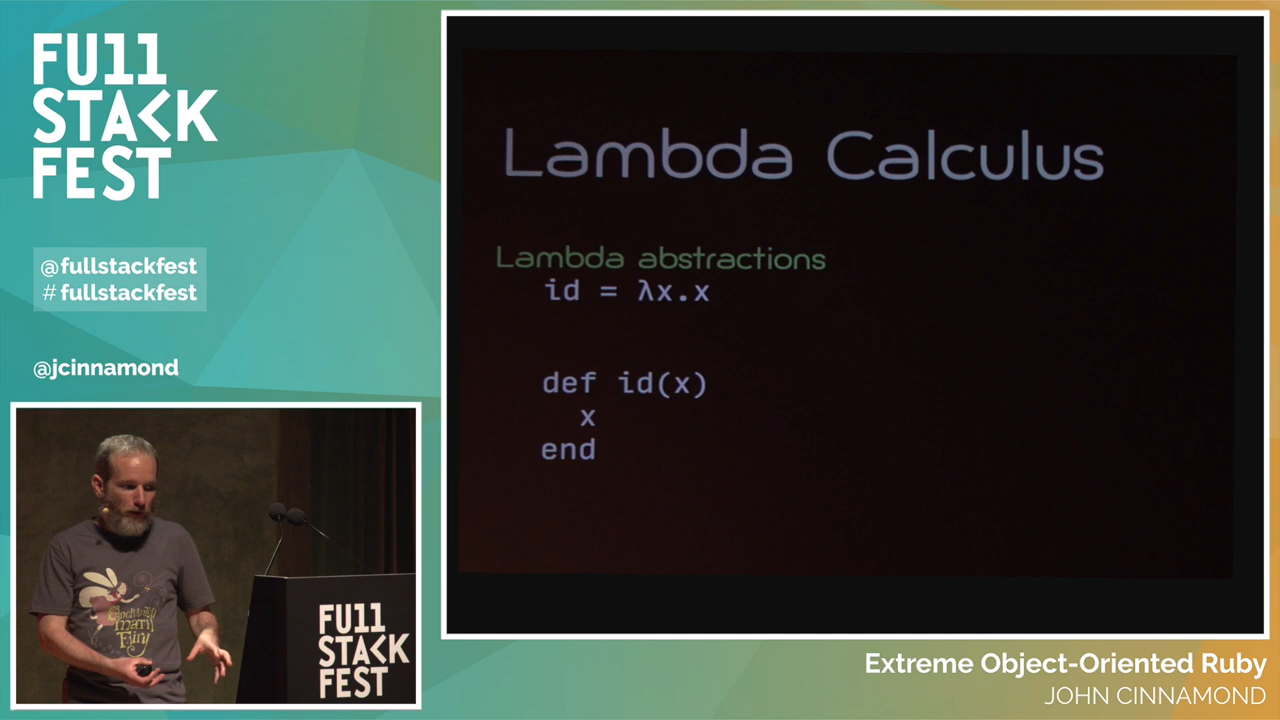 FU11
STACK
FEST
@fullstackfest
# fullstackfest
@jcinnamond
Lambda Calculus
Lambda abstractions
id = λx.x
def id(x)
x
end
FU11
STACK
FEST
Extreme Object-Oriented Ruby
JOHN CINNAMOND